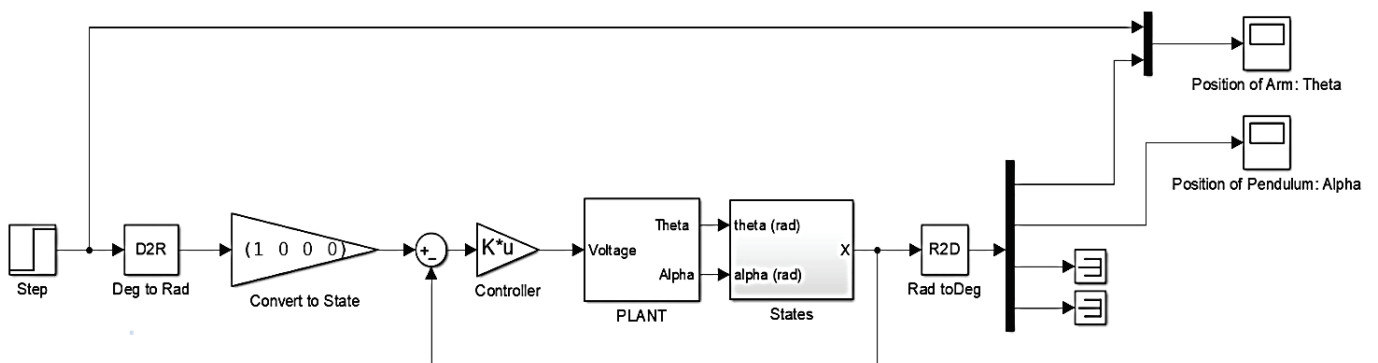 Position of Arm: Theta
Position of Pendulum: Alpha
Step
D2R
Deg to Rad
(1 0 0 0)
Convert to State
+
-
K*u
Controller
Voltage
Theta
Alpha
PLANT
theta (rad)
alpha (rad)
X
States
R2D
Rad toDeg